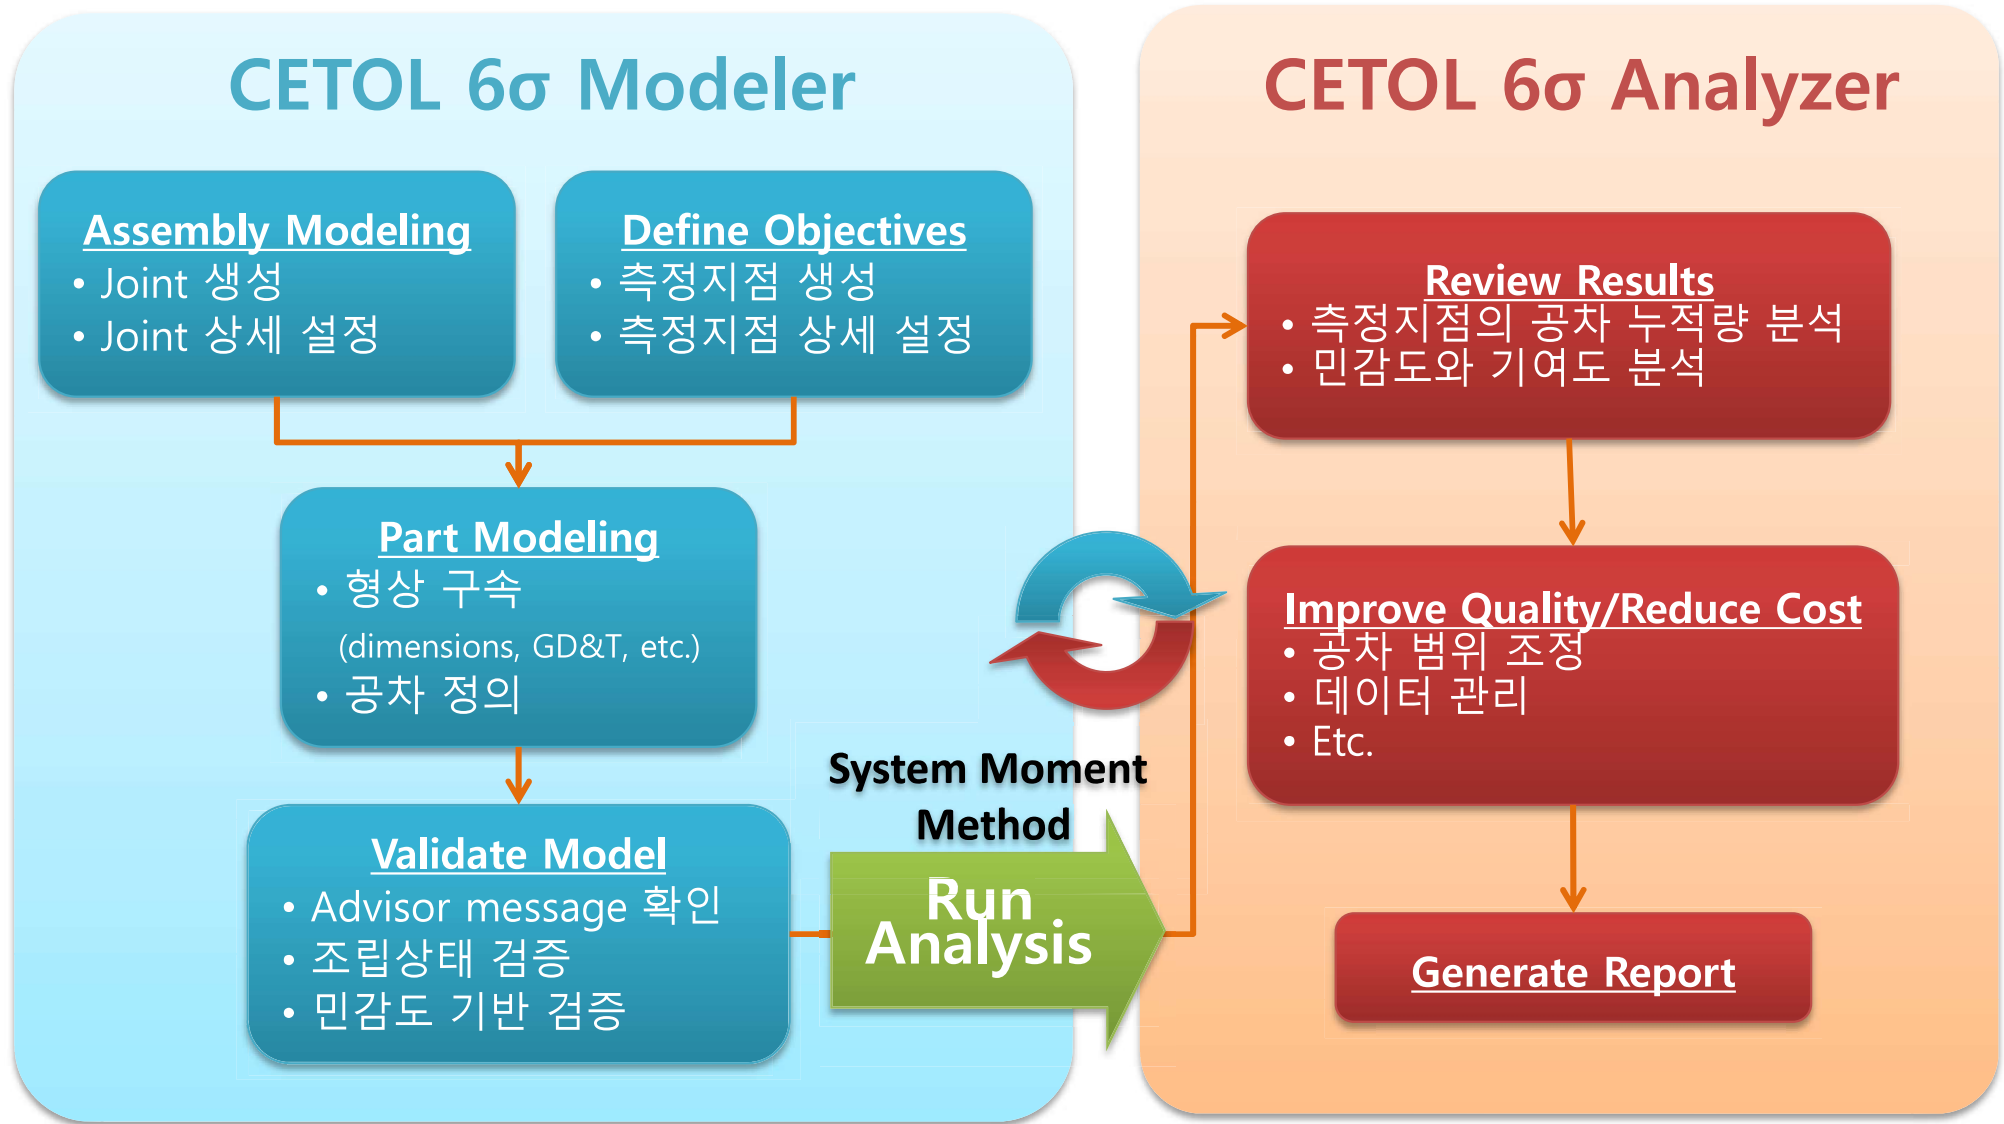 CETOL 6σ Modeler
Assembly Modeling
• Joint 생성
• Joint 상세 설정
Define Objectives
• 측정지점 생성
• 측정지점 상세 설정
Part Modeling
• 형상 구속
(dimensions, GD&T, etc.)
• 공차 정의
Validate Model
• Advisor message 확인
• 조립상태 검증
• 민감도 기반 검증
System Moment
Method
Run
Analysis
CETOL 6σ Analyzer
Review Results
• 측정지점의 공차 누적량 분석
• 민감도와 기여도 분석
Improve Quality/Reduce Cost
• 공차 범위 조정
• 데이터 관리
• Etc.
Generate Report